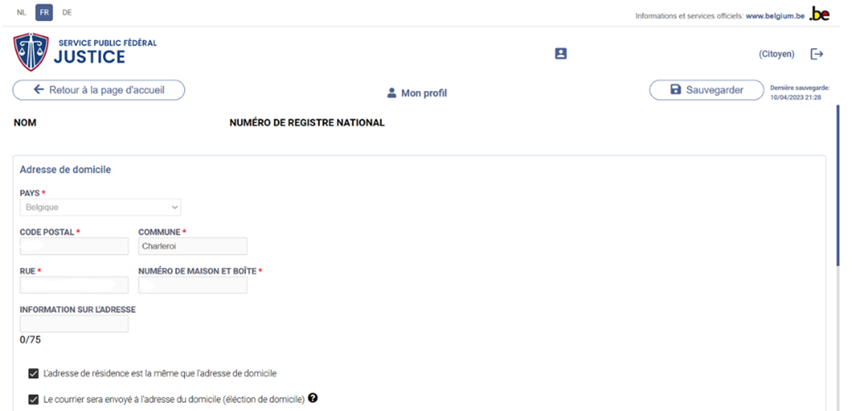 NL FR DE
Informations et services officiels: www.belgium.be .be
SERVICE PUBLIC FÉDÉRAL
JUSTICE
(Citoyen)
Retour à la page d'accueil
Mon profil
Sauvegarder
Dernière sauvegarde:
10/04/2023 21:28
NOM NUMÉRO DE REGISTRE NATIONAL
Adresse de domicile
PAYS *
Belgique
CODE POSTAL * COMMUNE *
Charleroi
RUE * NUMÉRO DE MAISON ET BOÎTE *
INFORMATION SUR L'ADRESSE
0/75
L'adresse de résidence est la même que l'adresse de domicile
Le courrier sera envoyé à l'adresse du domicile (éléction de domicile) ?